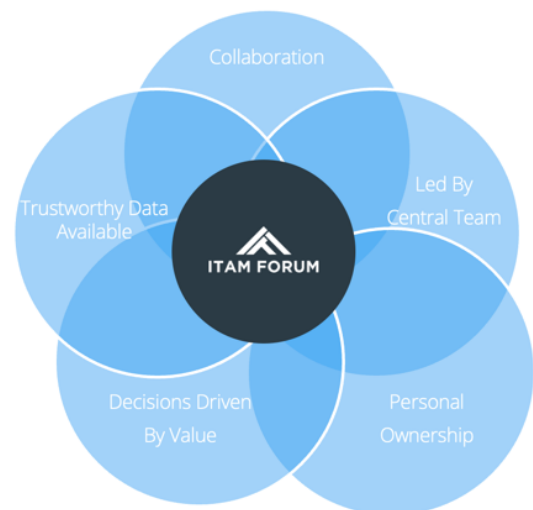 Collaboration
Led By
Central Team
Trustworthy Data
Available
ITAM FORUM
Decisions Driven
By Value
Personal
Ownership